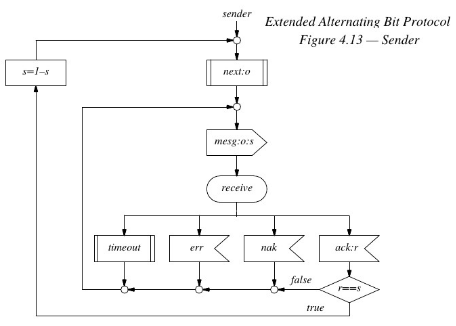 sender
Extended Alternating Bit Protocol
Figure 4.13 — Sender
s=1–s
next:o
mesg:o:s
receive
timeout
err
nak
ack:r
false
r==s
true